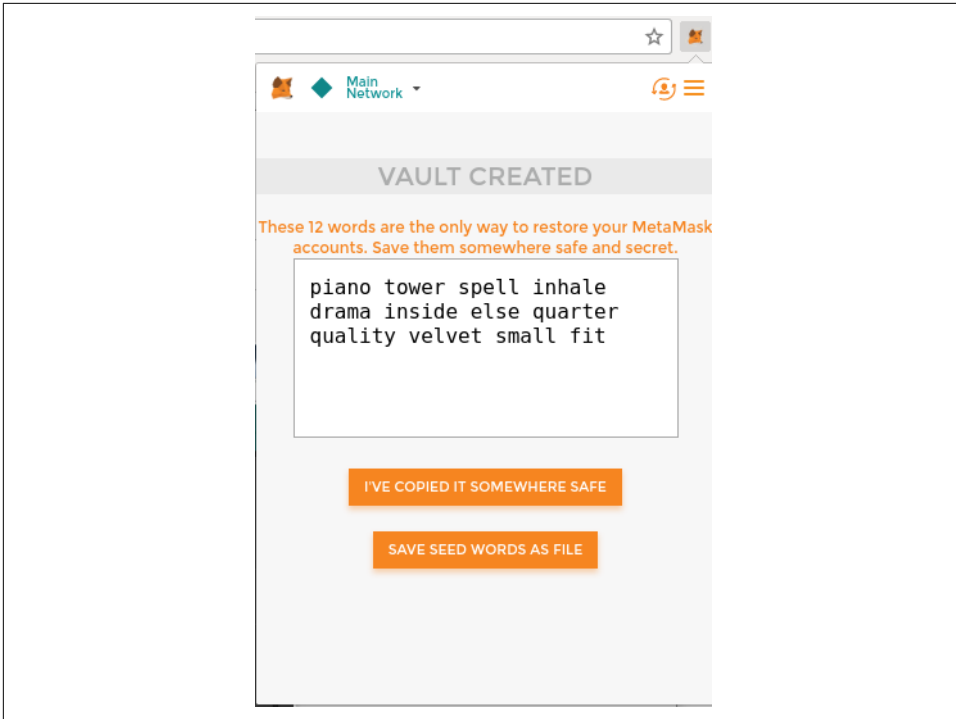 Main
Network
VAULT CREATED
These 12 words are the only way to restore your MetaMask
accounts. Save them somewhere safe and secret.
piano tower spell inhale
drama inside else quarter
quality velvet small fit
I'VE COPIED IT SOMEWHERE SAFE
SAVE SEED WORDS AS FILE